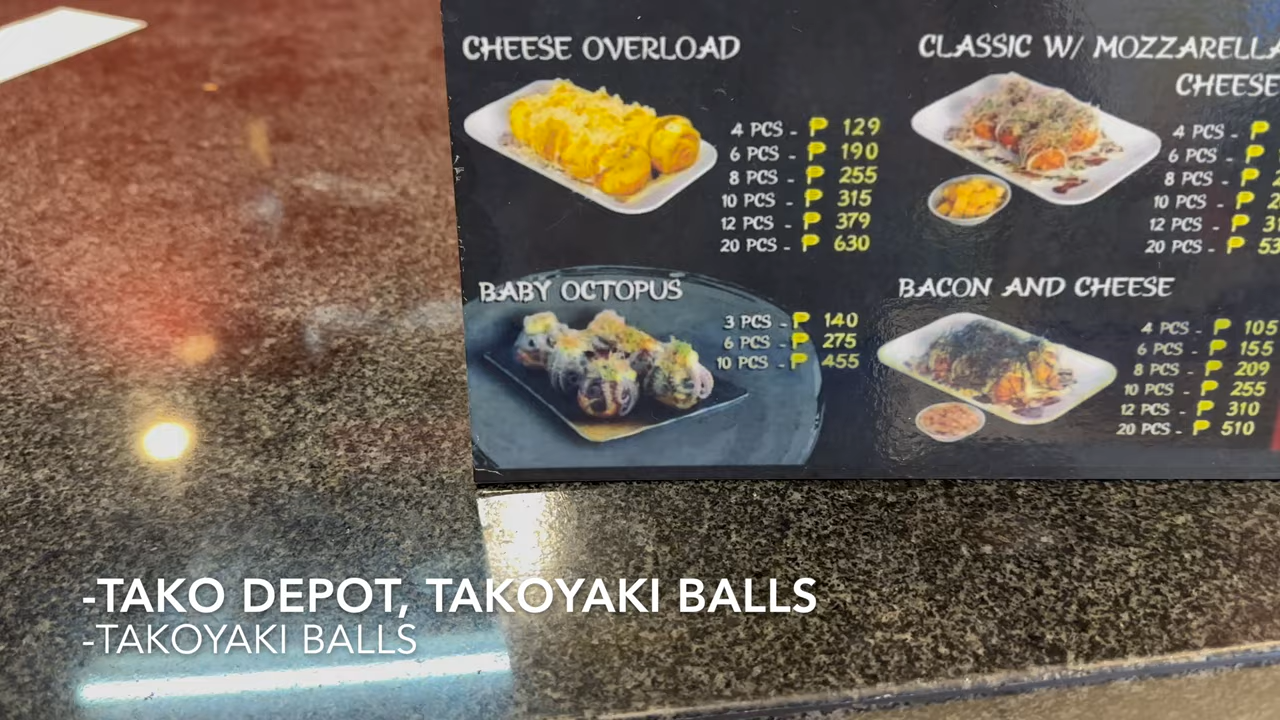 CHEESE OVERLOAD
4 PCS - P 129
6 PCS - P 190
8 PCS - P 255
10 PCS - P 315
12 PCS - P 379
20 PCS - P 630
CLASSIC W/ MOZZARELLA
CHEESE
4 PCS - P
6 PCS - P
8 PCS - P
10 PCS - P
12 PCS - P
20 PCS - P
BABY OCTOPUS
3 PCS - P 140
6 PCS - P 275
10 PCS - P 455
BACON AND CHEESE
4 PCS - P 105
6 PCS - P 155
8 PCS - P 209
10 PCS - P 255
12 PCS - P 310
20 PCS - P 510
-TAKO DEPOT, TAKOYAKI BALLS
-TAKOYAKI BALLS